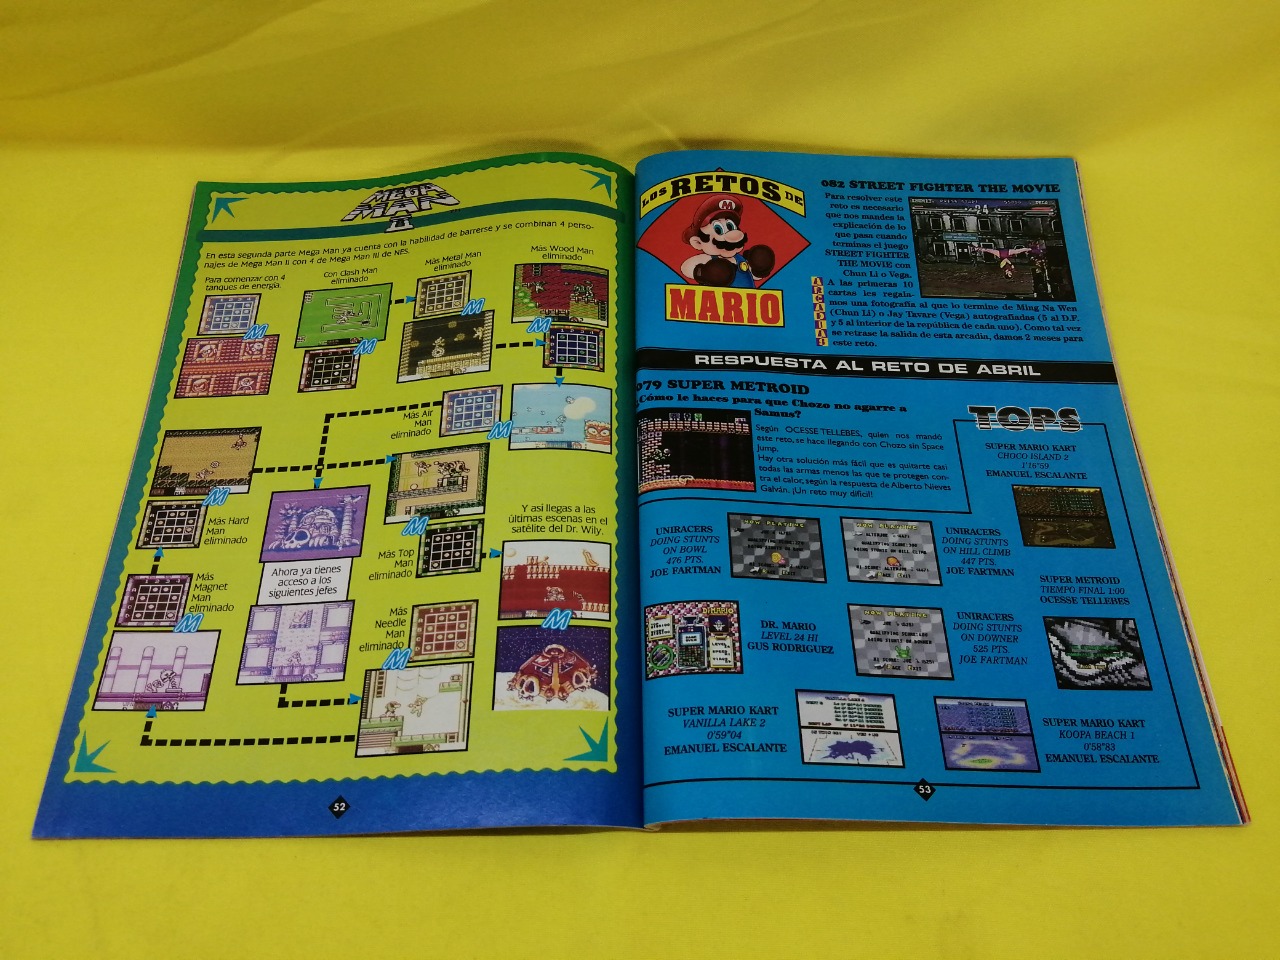 MEGA
MAN
II
En esta segunda parte Mega Man ya cuenta con la habilidad de barrerse y se combinan 4 perso-
najes de Mega Man II con 4 de Mega Man III de NES.
Para comenzar con 4
tanques de energía.
Con Clash Man
eliminado
Más Metal Man
eliminado
Más Wood Man
eliminado
Más Air
Man
eliminado
Más Hard
Man
eliminado
Más Top
Man
eliminado
Y así llegas a las
últimas escenas en el
satélite del Dr. Wily.
Ahora ya tienes
acceso a los
siguientes jefes
Más
Magnet
Man
eliminado
Más
Needle
Man
eliminado
52
LOS RETOS DE
MARIO
082 STREET FIGHTER THE MOVIE
Para resolver este
reto es necesario
que nos mandes la
explicación de lo
que pasa cuando
terminas el juego
STREET FIGHTER
THE MOVIE con
Chun Li o Vega.
A las primeras 10
cartas les regala-
mos una fotografía al que lo termine de Ming Na Wen
(Chun Li) o Jay Tavare (Vega) autografiadas (5 al D.F.
y 5 al interior de la república de cada uno). Como tal vez
se retrase la salida de esta arcadia, damos 2 meses para
este reto.
ARCADIAS
RESPUESTA AL RETO DE ABRIL
079 SUPER METROID
¿Cómo le haces para que Chozo no agarre a
Samus?
Según OCESSE TELLEBES, quien nos mandó
este reto, se hace llegando con Chozo sin Space
Jump.
Hay otra solución más fácil que es quitarte casi
todas las armas menos las que te protegen con-
tra el calor, según la respuesta de Alberto Nieves
Galván. ¡Un reto muy difícil!
TOPS
SUPER MARIO KART
CHOCO ISLAND 2
1'16"59
EMANUEL ESCALANTE
UNIRACERS
DOING STUNTS
ON BOWL
476 PTS.
JOE FARTMAN
NOW PLAYING
NOW PLAYING
UNIRACERS
DOING STUNTS
ON HILL CLIMB
447 PTS.
JOE FARTMAN
SUPER METROID
TIEMPO FINAL 1:00
OCESSE TELLEBES
DR. MARIO
LEVEL 24 HI
GUS RODRIGUEZ
NOW PLAYING
UNIRACERS
DOING STUNTS
ON DOWNER
525 PTS.
JOE FARTMAN
SUPER MARIO KART
VANILLA LAKE 2
0'59"04
EMANUEL ESCALANTE
SUPER MARIO KART
KOOPA BEACH 1
0'58"83
EMANUEL ESCALANTE
53